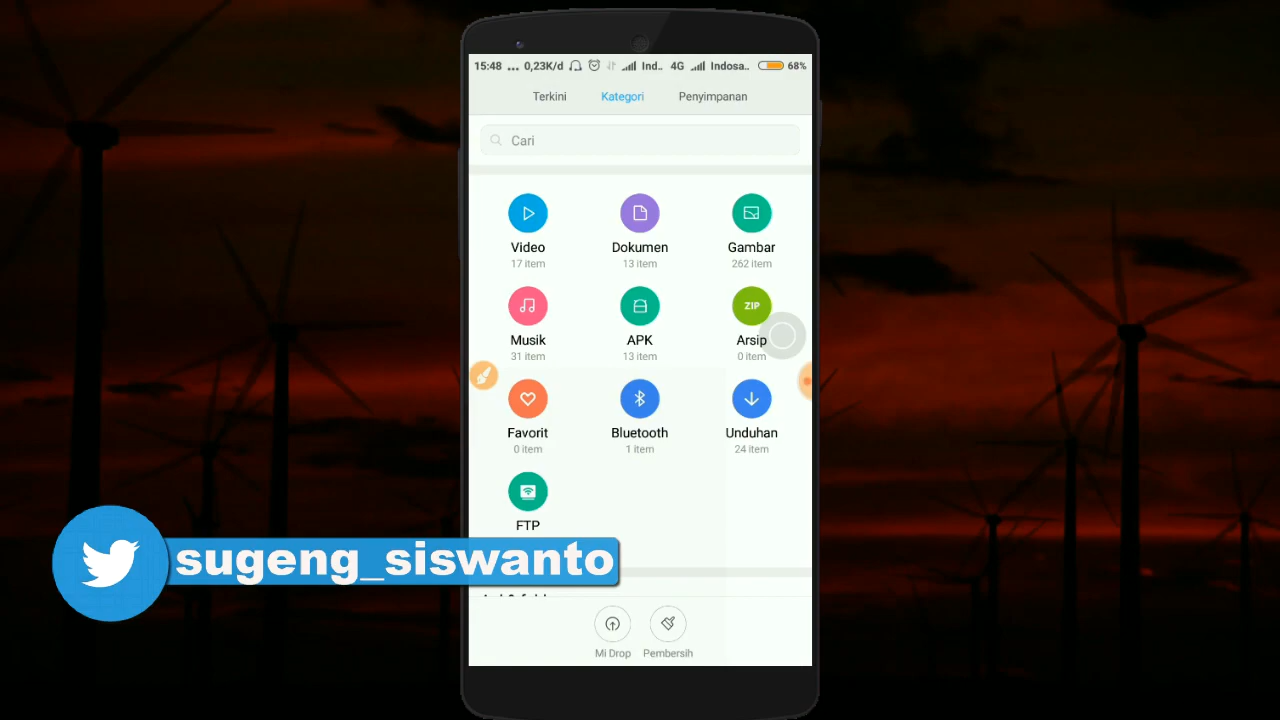 15:48 ... 0,23K/d Ind.. 4G Indosa.. 68%
Terkini Kategori Penyimpanan
Cari
Video Dokumen Gambar
17 item 13 item 262 item
ZIP
Musik APK Arsip
31 item 13 item 0 item
Favorit Bluetooth Unduhan
0 item 1 item 24 item
FTP
sugeng_siswanto
Mi Drop Pembersih